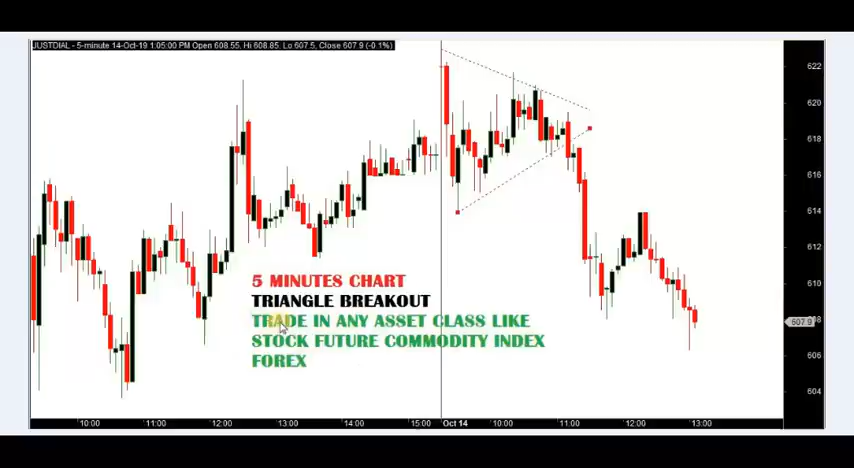 JUSTDIAL - 5-minute 14-Oct-19 1:05:00 PM Open 608.55, Hi 608.85, Lo 607.5, Close 607.9 (-0.1%)
622
620
618
616
614
612
610
608
607.9
606
604
5 MINUTES CHART
TRIANGLE BREAKOUT
TRADE IN ANY ASSET CLASS LIKE
STOCK FUTURE COMMODITY INDEX
FOREX
10:00 11:00 12:00 13:00 14:00 15:00 Oct 14 10:00 11:00 12:00 13:00